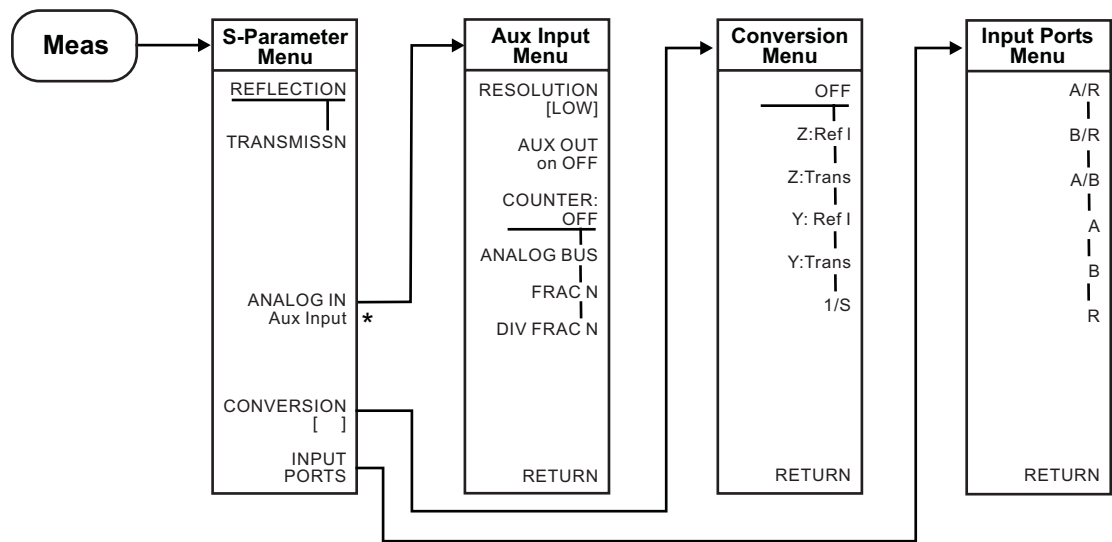 Meas
S-Parameter
Menu
REFLECTION
TRANSMISSN
ANALOG IN
Aux Input *
CONVERSION
[ ]
INPUT
PORTS
Aux Input
Menu
RESOLUTION
[LOW]
AUX OUT
on OFF
COUNTER:
OFF
ANALOG BUS
FRAC N
DIV FRAC N
RETURN
Conversion
Menu
OFF
Z:Ref l
Z:Trans
Y: Ref l
Y:Trans
1/S
RETURN
Input Ports
Menu
A/R
B/R
A/B
A
B
R
RETURN